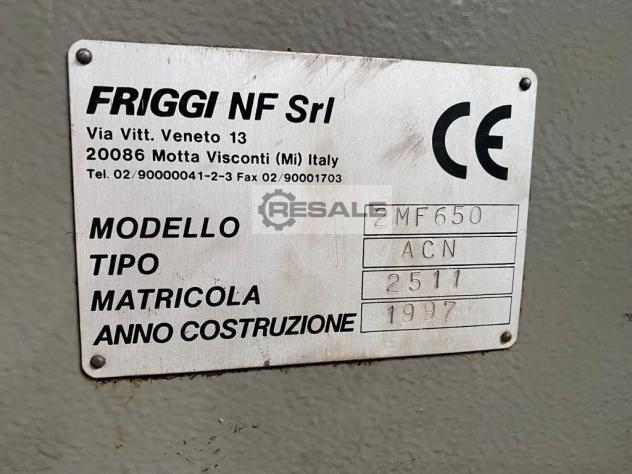 FRIGGI NF Srl
Via Vitt. Veneto 13
20086 Motta Visconti (Mi) Italy
Tel. 02/90000041-2-3 Fax 02/90001703
CE
RESALE
MODELLO 2MF650
TIPO ACN
MATRICOLA 2511
ANNO COSTRUZIONE 1997